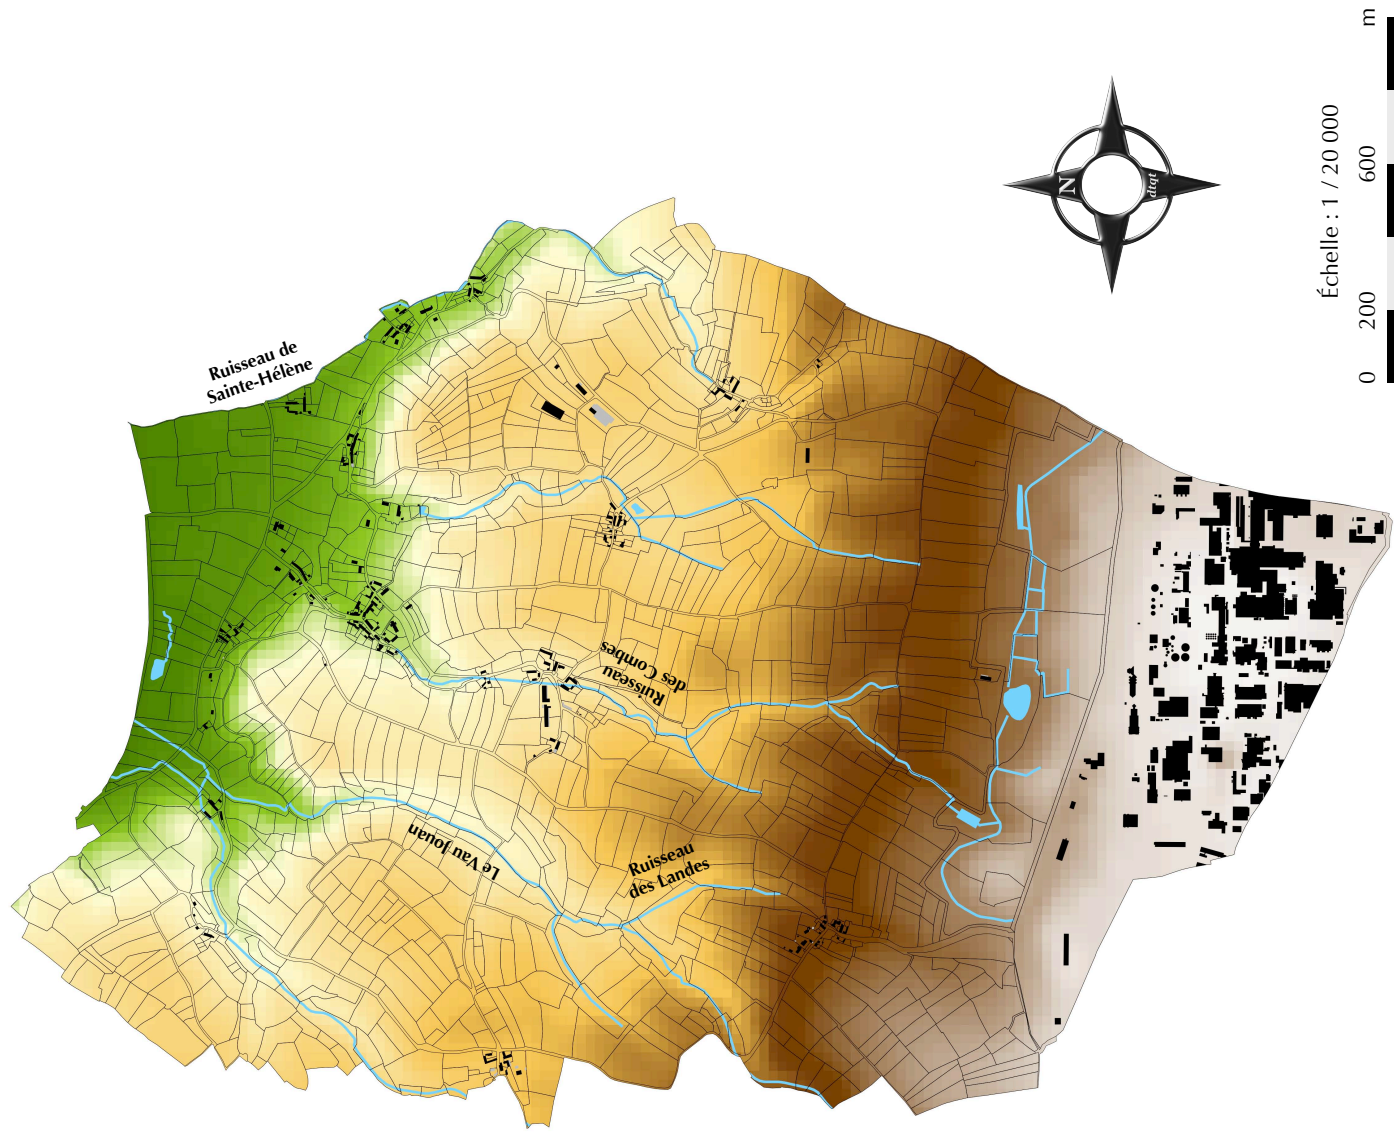 Ruisseau de
Sainte-Hélène
N
dtqt
Échelle : 1 / 20 000
0 200 600 m
Ruisseau
des Combes
Le Vau Jouan
Ruisseau
des Landes